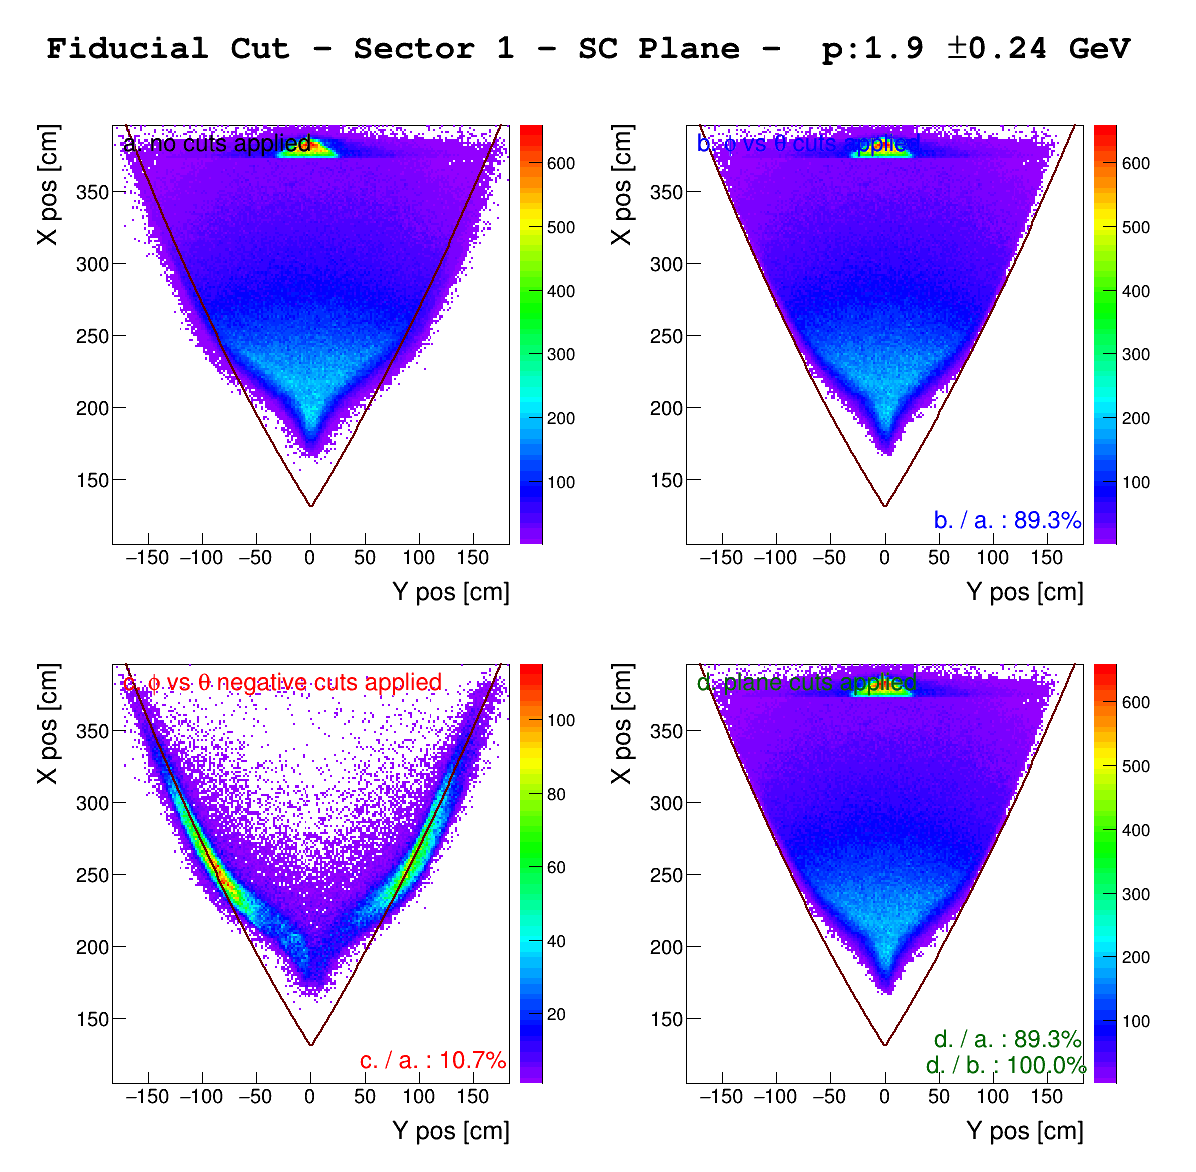 Fiducial Cut – Sector 1 – SC Plane – p:1.9 ±0.24 GeV
a. no cuts applied
X pos [cm]
350
300
250
200
150
−150 −100 −50 0 50 100 150
Y pos [cm]
600
500
400
300
200
100
b. ϕ vs θ cuts applied
X pos [cm]
350
300
250
200
150
b. / a. : 89.3%
−150 −100 −50 0 50 100 150
Y pos [cm]
600
500
400
300
200
100
c. ϕ vs θ negative cuts applied
X pos [cm]
350
300
250
200
150
c. / a. : 10.7%
−150 −100 −50 0 50 100 150
Y pos [cm]
100
80
60
40
20
d. plane cuts applied
X pos [cm]
350
300
250
200
150
d. / a. : 89.3%
d. / b. : 100.0%
−150 −100 −50 0 50 100 150
Y pos [cm]
600
500
400
300
200
100